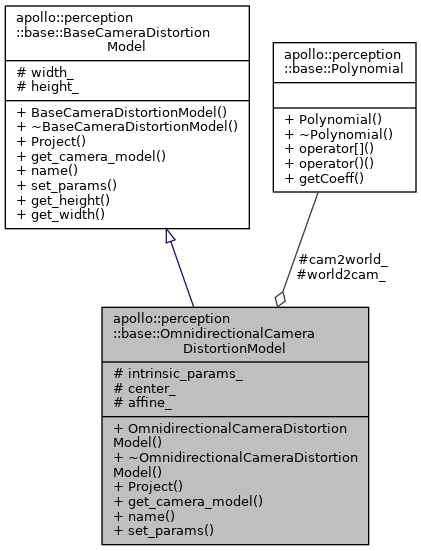 apollo::perception
::base::BaseCameraDistortion
Model
# width_
# height_
+ BaseCameraDistortionModel()
+ ~BaseCameraDistortionModel()
+ Project()
+ get_camera_model()
+ name()
+ set_params()
+ get_height()
+ get_width()
apollo::perception
::base::Polynomial
+ Polynomial()
+ ~Polynomial()
+ operator[]()
+ operator()()
+ getCoeff()
#cam2world_
#world2cam_
apollo::perception
::base::OmnidirectionalCamera
DistortionModel
# intrinsic_params_
# center_
# affine_
+ OmnidirectionalCameraDistortion
Model()
+ ~OmnidirectionalCameraDistortion
Model()
+ Project()
+ get_camera_model()
+ name()
+ set_params()